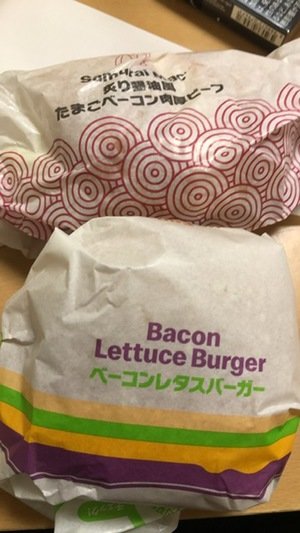 Samurai Mac
炙り醤油風
たまごベーコン肉厚ビーフ
Bacon
Lettuce Burger
ベーコンレタスバーガー